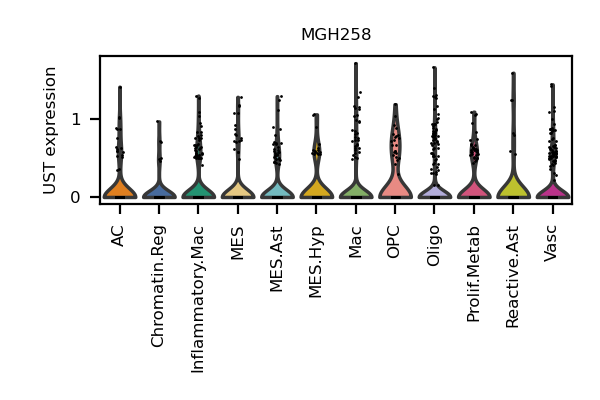 MGH258
UST expression
1
0
AC
Chromatin.Reg
Inflammatory.Mac
MES
MES.Ast
MES.Hyp
Mac
OPC
Oligo
Prolif.Metab
Reactive.Ast
Vasc